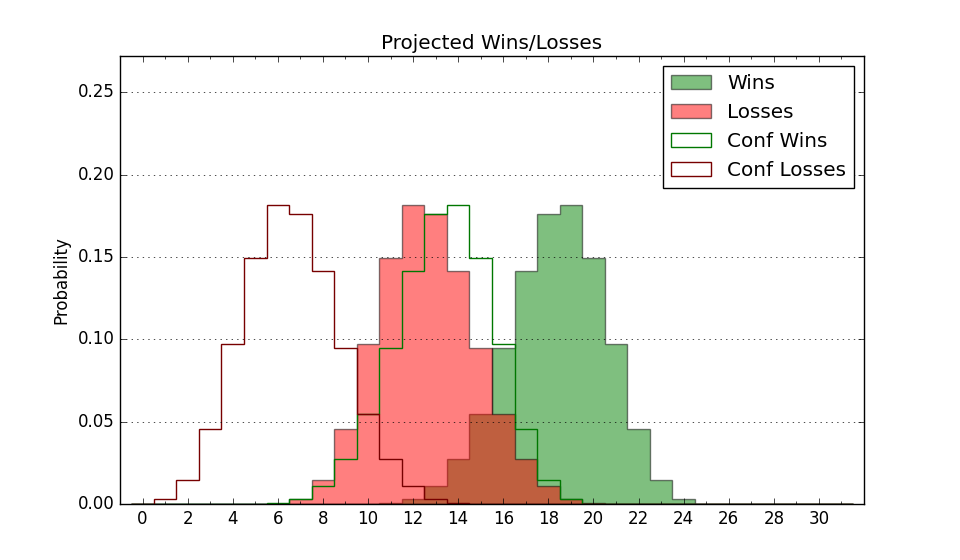 Projected Wins/Losses
Wins
Losses
Conf Wins
Conf Losses
Probability
0.25
0.20
0.15
0.10
0.05
0.00
0 2 4 6 8 10 12 14 16 18 20 22 24 26 28 30